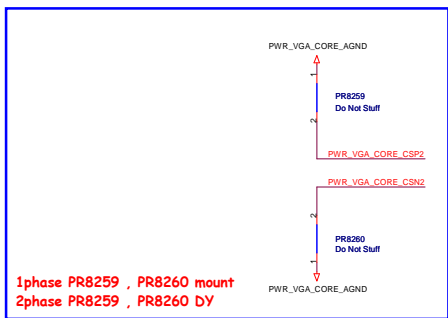 PWR_VGA_CORE_AGND
1
PR8259
Do Not Stuff
2
PWR_VGA_CORE_CSP2
PWR_VGA_CORE_CSN2
2
PR8260
Do Not Stuff
1
PWR_VGA_CORE_AGND
1phase PR8259 , PR8260 mount
2phase PR8259 , PR8260 DY